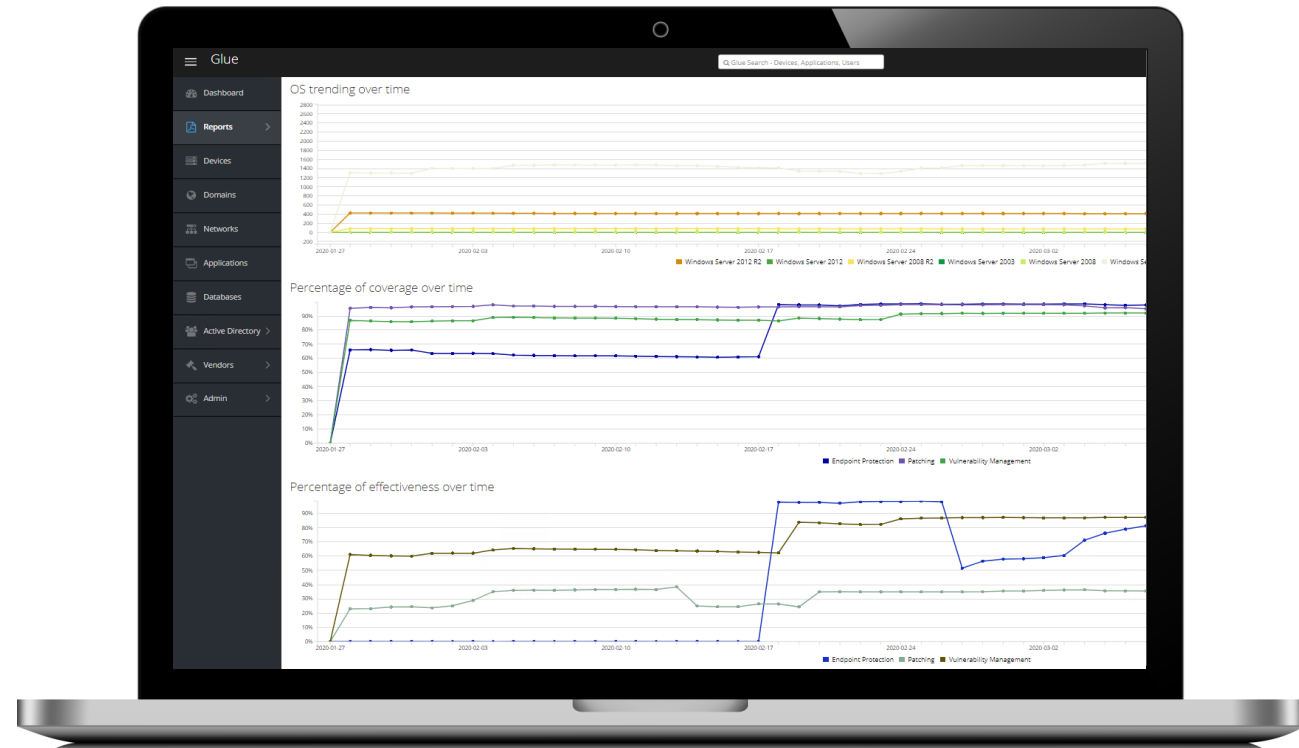 Glue
Glue Search - Devices, Applications, Users
Dashboard
Reports
Devices
Domains
Networks
Applications
Databases
Active Directory
Vendors
Admin
OS trending over time
2800
2600
2400
2200
2000
1800
1600
1400
1200
1000
800
600
400
200
0
200
2020-01-27 2020-02-03 2020-02-10 2020-02-17 2020-02-24 2020-03-02
Windows Server 2012 R2 Windows Server 2012 Windows Server 2008 R2 Windows Server 2003 Windows Server 2008 Windows Se
Percentage of coverage over time
90%
80%
70%
60%
50%
40%
30%
20%
10%
0%
2020-01-27 2020-02-03 2020-02-10 2020-02-17 2020-02-24 2020-03-02
Endpoint Protection Patching Vulnerability Management
Percentage of effectiveness over time
90%
80%
70%
60%
50%
40%
30%
20%
10%
0%
2020-01-27 2020-02-03 2020-02-10 2020-02-17 2020-02-24 2020-03-02
Endpoint Protection Patching Vulnerability Management